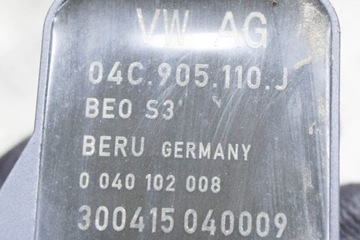 VW AG
04C.905.110.J
BEO S3
BERU GERMANY
0 040 102 008
300415 040009